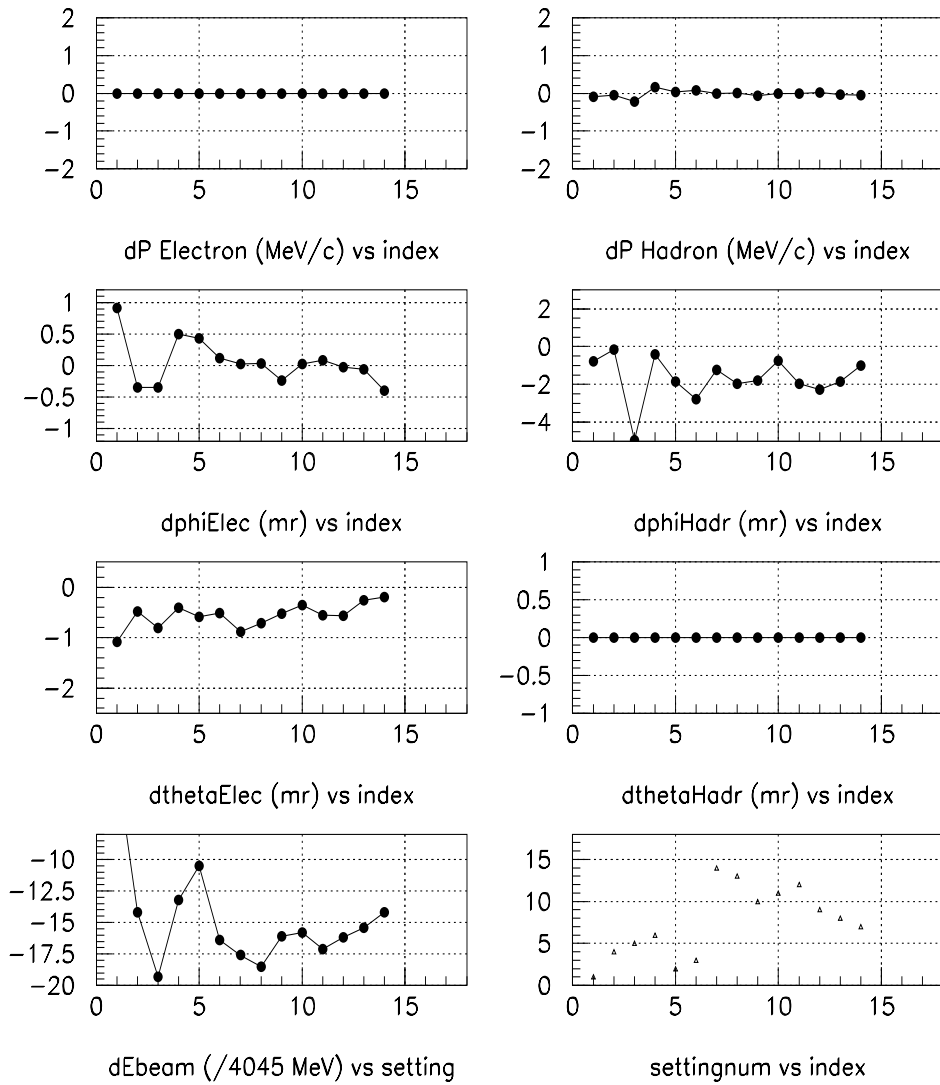 2
1
0
−1
−2
0 5 10 15
dP Electron (MeV/c) vs index
2
1
0
−1
−2
0 5 10 15
dP Hadron (MeV/c) vs index
1
0.5
0
−0.5
−1
0 5 10 15
dphiElec (mr) vs index
2
0
−2
−4
0 5 10 15
dphiHadr (mr) vs index
0
−1
−2
0 5 10 15
dthetaElec (mr) vs index
1
0.5
0
−0.5
−1
0 5 10 15
dthetaHadr (mr) vs index
−10
−12.5
−15
−17.5
−20
0 5 10 15
dEbeam (/4045 MeV) vs setting
15
10
5
0
0 5 10 15
settingnum vs index